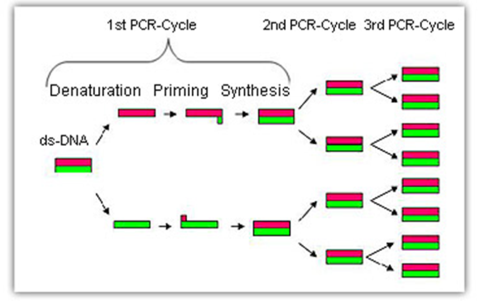 1st PCR-Cycle 2nd PCR-Cycle 3rd PCR-Cycle
Denaturation Priming Synthesis
ds-DNA